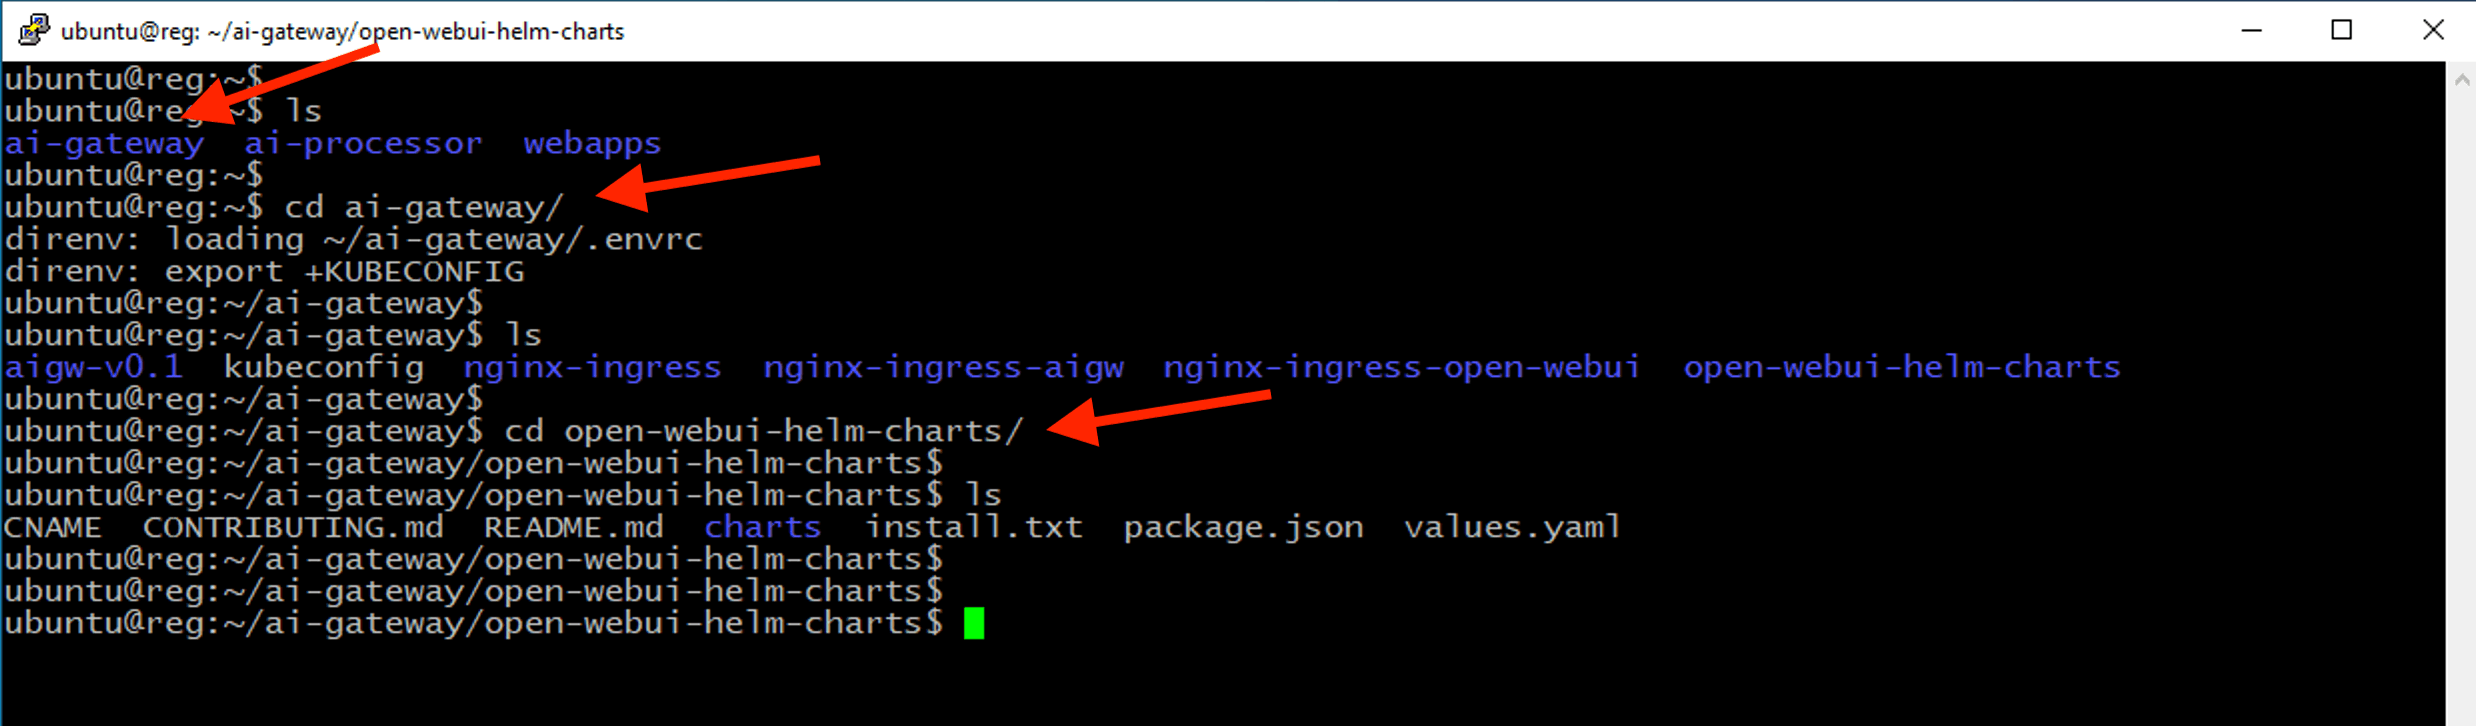 ubuntu@reg: ~/ai-gateway/open-webui-helm-charts
ubuntu@reg:~$
ubuntu@reg:~$ ls
ai-gateway  ai-processor  webapps
ubuntu@reg:~$
ubuntu@reg:~$ cd ai-gateway/
direnv: loading ~/ai-gateway/.envrc
direnv: export +KUBECONFIG
ubuntu@reg:~/ai-gateway$
ubuntu@reg:~/ai-gateway$ ls
aigw-v0.1  kubeconfig  nginx-ingress  nginx-ingress-aigw  nginx-ingress-open-webui  open-webui-helm-charts
ubuntu@reg:~/ai-gateway$
ubuntu@reg:~/ai-gateway$ cd open-webui-helm-charts/
ubuntu@reg:~/ai-gateway/open-webui-helm-charts$
ubuntu@reg:~/ai-gateway/open-webui-helm-charts$ ls
CNAME  CONTRIBUTING.md  README.md  charts  install.txt  package.json  values.yaml
ubuntu@reg:~/ai-gateway/open-webui-helm-charts$
ubuntu@reg:~/ai-gateway/open-webui-helm-charts$
ubuntu@reg:~/ai-gateway/open-webui-helm-charts$